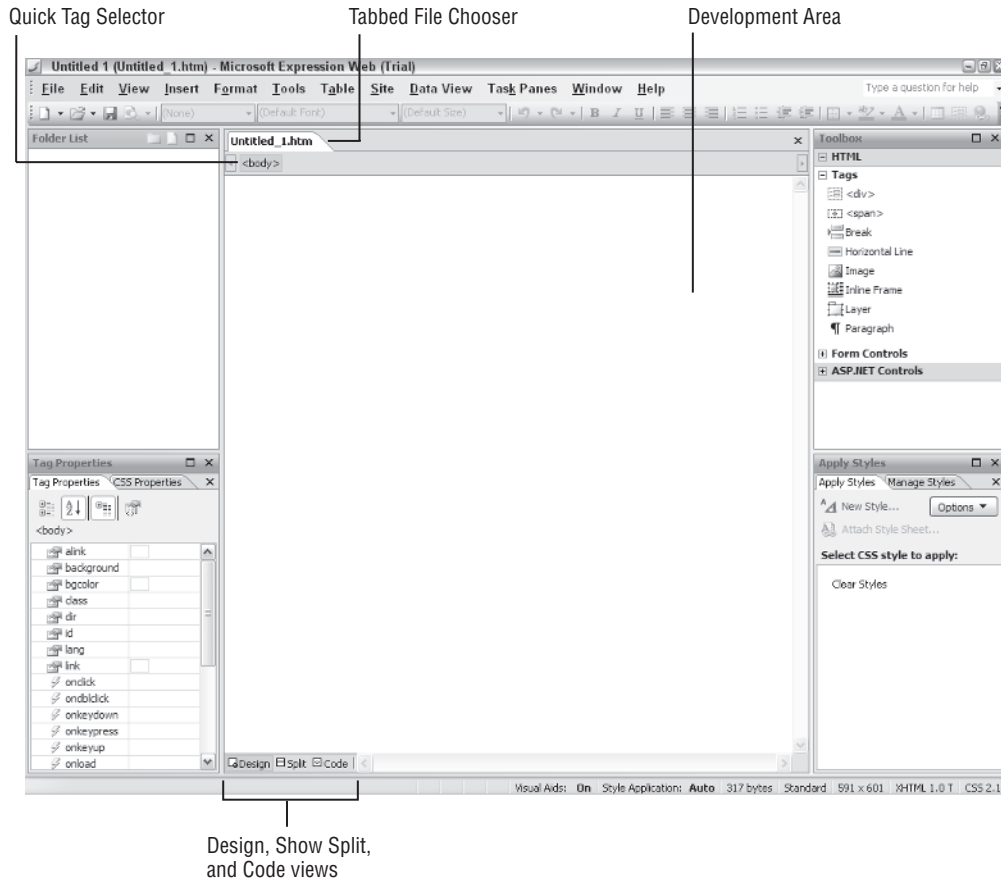 Quick Tag Selector
Tabbed File Chooser
Development Area
Untitled 1 (Untitled_1.htm) - Microsoft Expression Web (Trial)
File Edit View Insert Format Tools Table Site Data View Task Panes Window Help
Type a question for help
(None) (Default Font) (Default Size) B I U A
Folder List
Untitled_1.htm
<body>
Toolbox
HTML
Tags
<div>
<span>
Break
Horizontal Line
Image
Inline Frame
Layer
Paragraph
Form Controls
ASP.NET Controls
Tag Properties
Tag Properties CSS Properties
<body>
alink
background
bgcolor
class
dir
id
lang
link
onclick
ondblclick
onkeydown
onkeypress
onkeyup
onload
Apply Styles
Apply Styles Manage Styles
New Style... Options
Attach Style Sheet...
Select CSS style to apply:
Clear Styles
Design Split Code
Visual Aids: On Style Application: Auto 317 bytes Standard 591 x 601 XHTML 1.0 T CSS 2.1
Design, Show Split,
and Code views